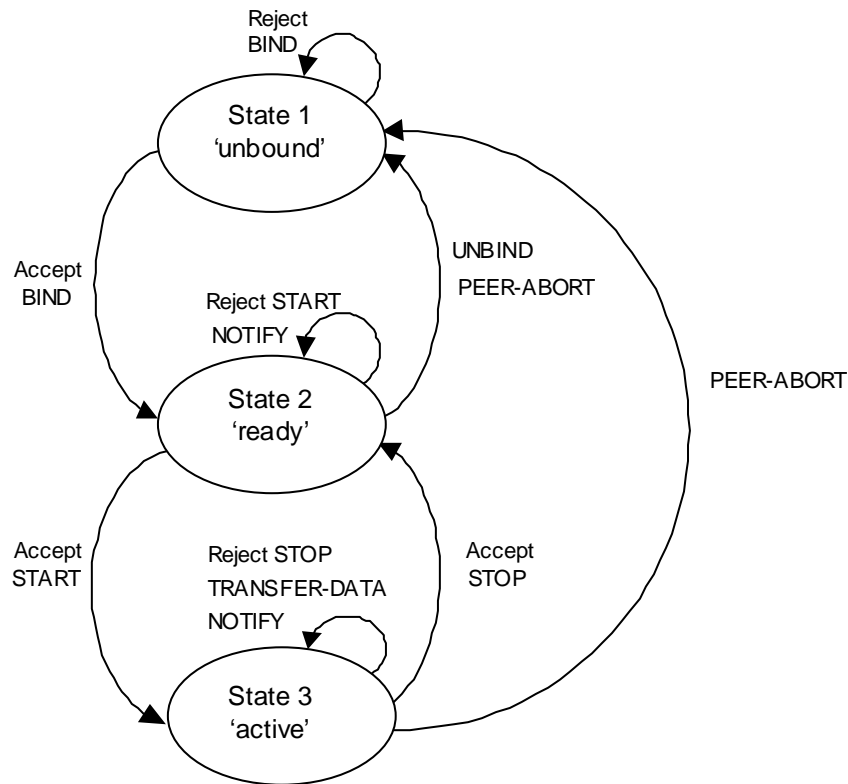 Reject
BIND
State 1
‘unbound’
UNBIND
PEER-ABORT
Accept
BIND
Reject START
NOTIFY
PEER-ABORT
State 2
‘ready’
Accept
START
Reject STOP
TRANSFER-DATA
NOTIFY
Accept
STOP
State 3
‘active’